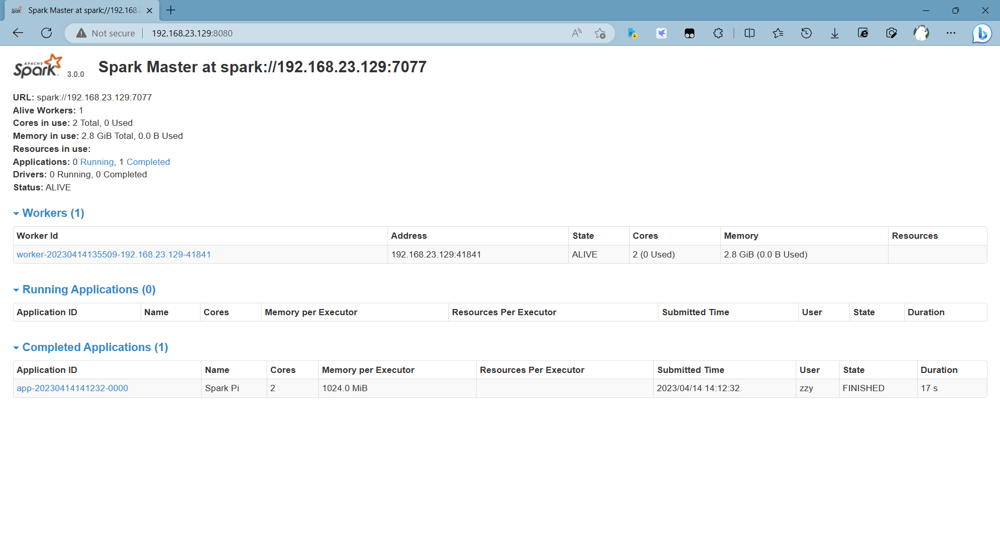 Spark Master at spark://192.168.
Not secure 192.168.23.129:8080
APACHE
Spark 3.0.0 Spark Master at spark://192.168.23.129:7077
URL: spark://192.168.23.129:7077
Alive Workers: 1
Cores in use: 2 Total, 0 Used
Memory in use: 2.8 GiB Total, 0.0 B Used
Resources in use:
Applications: 0 Running, 1 Completed
Drivers: 0 Running, 0 Completed
Status: ALIVE
Workers (1)
Worker Id Address State Cores Memory Resources
worker-20230414135509-192.168.23.129-41841 192.168.23.129:41841 ALIVE 2 (0 Used) 2.8 GiB (0.0 B Used)
Running Applications (0)
Application ID Name Cores Memory per Executor Resources Per Executor Submitted Time User State Duration
Completed Applications (1)
Application ID Name Cores Memory per Executor Resources Per Executor Submitted Time User State Duration
app-20230414141232-0000 Spark Pi 2 1024.0 MiB 2023/04/14 14:12:32 zzy FINISHED 17 s